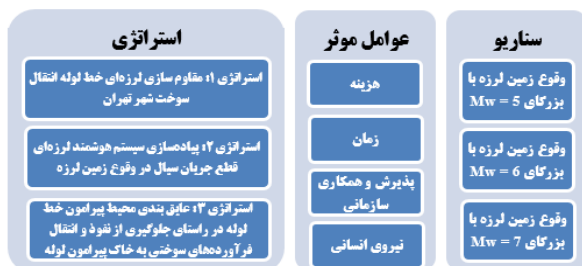 سناریو
وقوع زمین لرزه با
بزرگای Mw = 5
وقوع زمین لرزه با
بزرگای Mw = 6
وقوع زمین لرزه با
بزرگای Mw = 7
عوامل موثر
هزینه
زمان
پذیرش و همکاری
سازمانی
نیروی انسانی
استراتژی
استراتژی ۱: مقاوم سازی لرزه‌ای خط لوله انتقال
سوخت شهر تهران
استراتژی ۲: پیاده‌سازی سیستم هوشمند لرزه‌ای
قطع جریان سیال در وقوع زمین لرزه
استراتژی ۳: عایق بندی محیط پیرامون خط
لوله در راستای جلوگیری از نفوذ و انتقال
فرآورده‌های سوختی به خاک پیرامون لوله